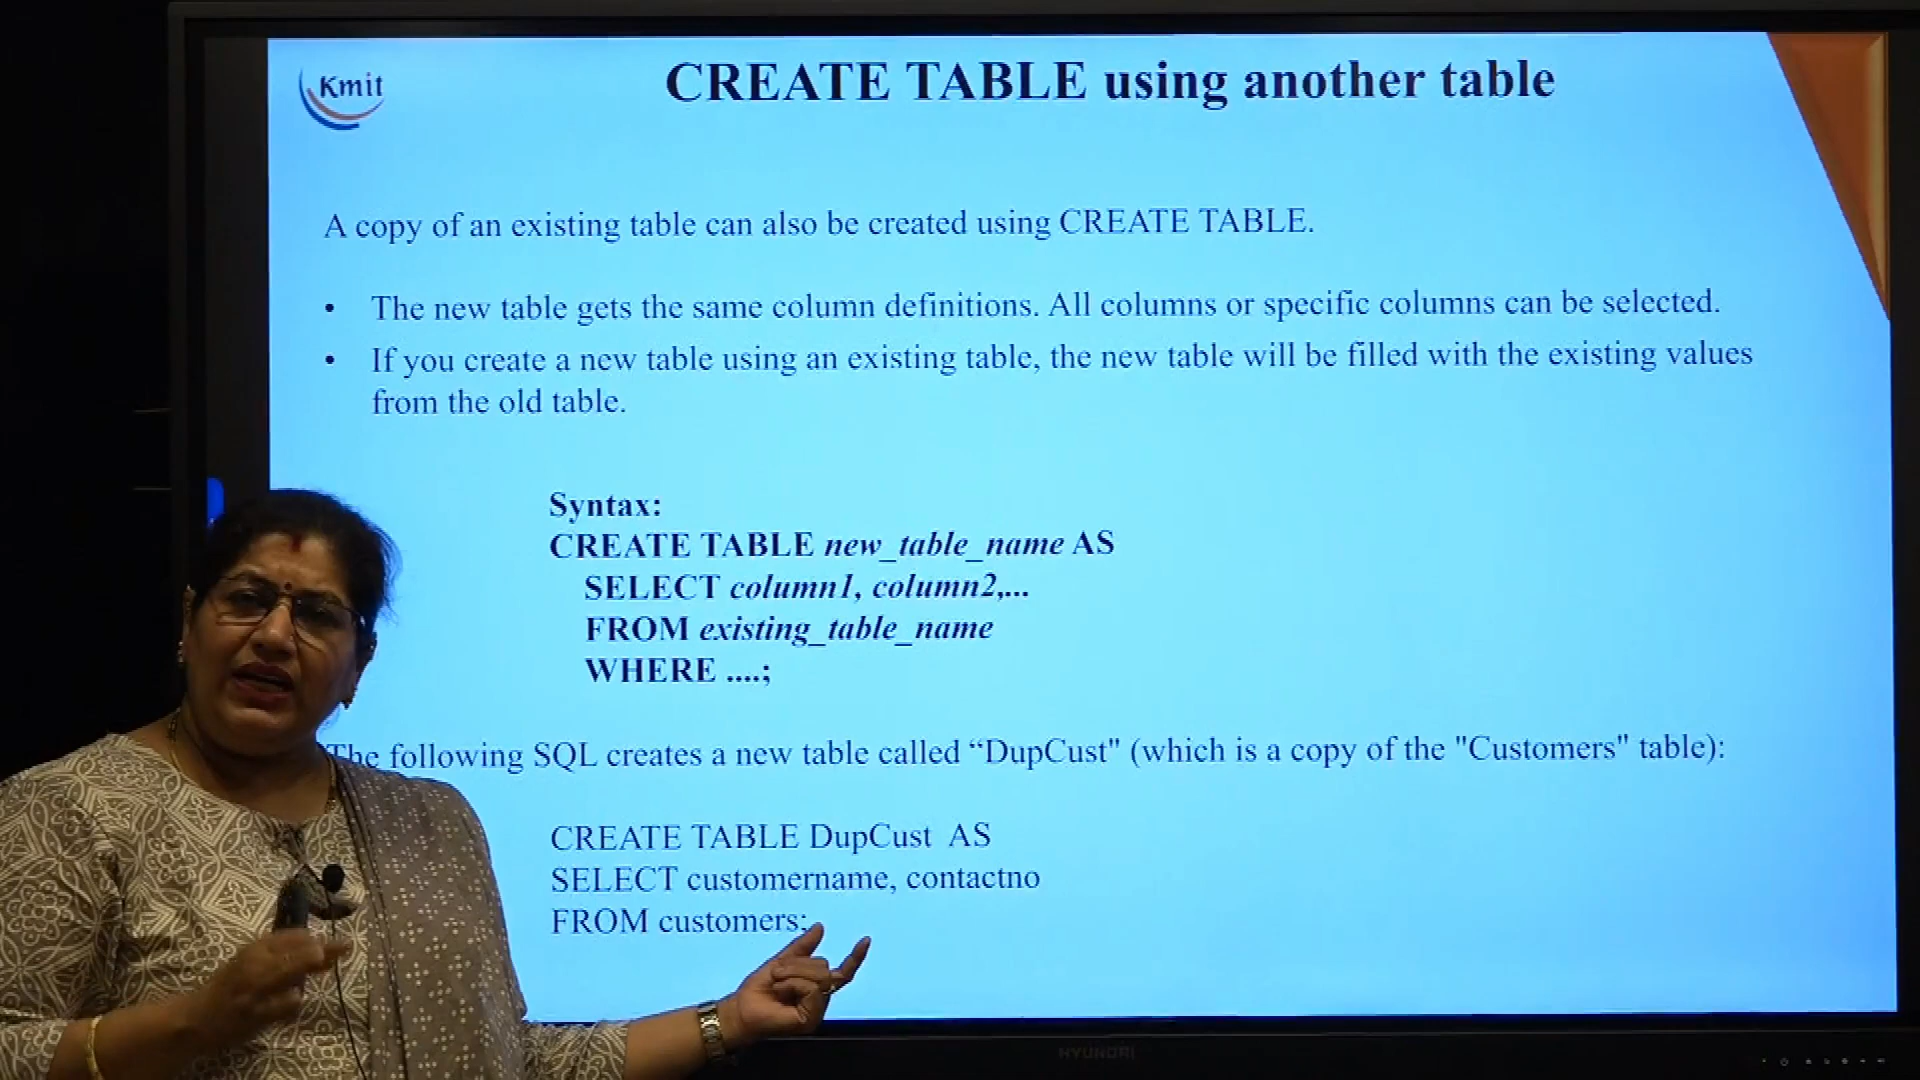 Kmit
CREATE TABLE using another table
A copy of an existing table can also be created using CREATE TABLE.
• The new table gets the same column definitions. All columns or specific columns can be selected.
• If you create a new table using an existing table, the new table will be filled with the existing values
from the old table.
Syntax:
CREATE TABLE new_table_name AS
SELECT column1, column2,...
FROM existing_table_name
WHERE ....;
The following SQL creates a new table called “DupCust" (which is a copy of the "Customers" table):
CREATE TABLE DupCust AS
SELECT customername, contactno
FROM customers;
HYUNDAI